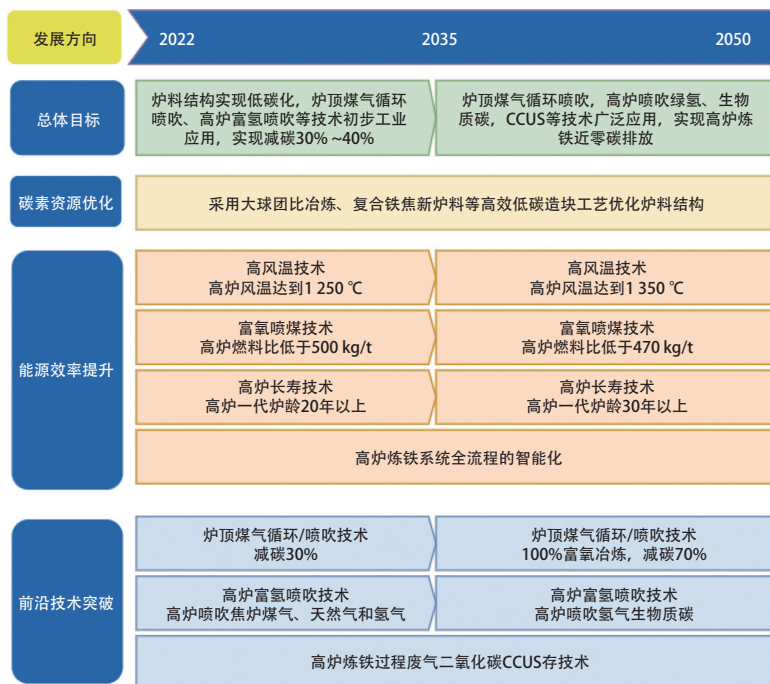 发展方向
2022
2035
2050
总体目标
炉料结构实现低碳化，炉顶煤气循环
喷吹、高炉富氢喷吹等技术初步工业
应用，实现减碳30% ~40%
炉顶煤气循环喷吹，高炉喷吹绿氢、生物
质碳，CCUS等技术广泛应用，实现高炉炼
铁近零碳排放
碳素资源优化
采用大球团比冶炼、复合铁焦新炉料等高效低碳造块工艺优化炉料结构
能源效率提升
高风温技术
高炉风温达到1 250 ℃
高风温技术
高炉风温达到1 350 ℃
富氧喷煤技术
高炉燃料比低于500 kg/t
富氧喷煤技术
高炉燃料比低于470 kg/t
高炉长寿技术
高炉一代炉龄20年以上
高炉长寿技术
高炉一代炉龄30年以上
高炉炼铁系统全流程的智能化
前沿技术突破
炉顶煤气循环/喷吹技术
减碳30%
炉顶煤气循环/喷吹技术
100%富氧冶炼，减碳70%
高炉富氢喷吹技术
高炉喷吹焦炉煤气、天然气和氢气
高炉富氢喷吹技术
高炉喷吹氢气生物质碳
高炉炼铁过程废气二氧化碳CCUS存技术